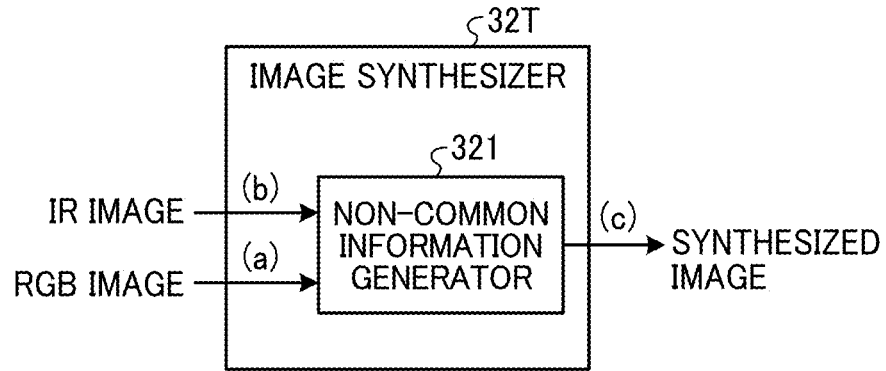 32T
IMAGE SYNTHESIZER
321
(b)
IR IMAGE
NON-COMMON
INFORMATION
GENERATOR
(c)
SYNTHESIZED
IMAGE
(a)
RGB IMAGE